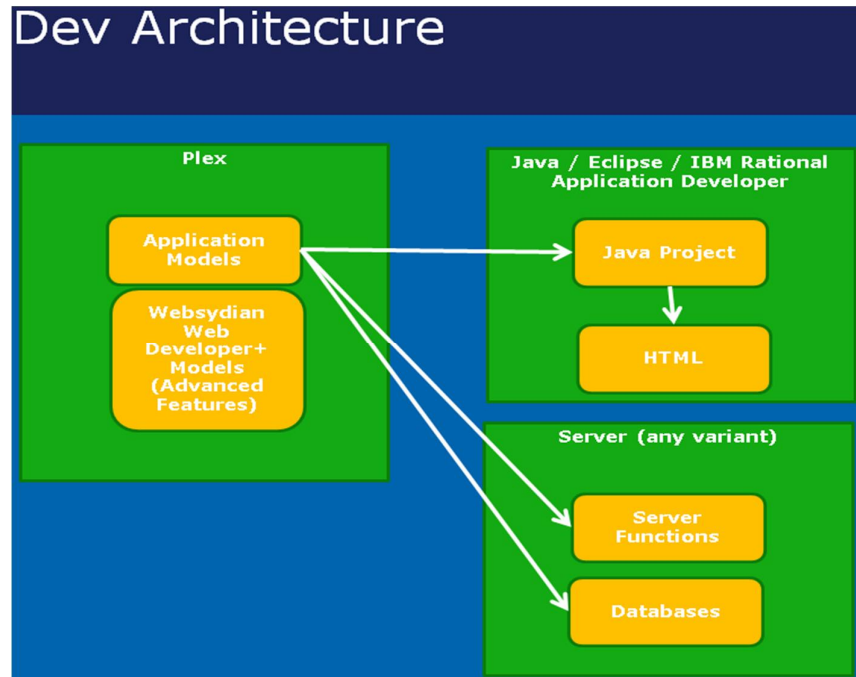 Dev Architecture
Plex
Application
Models
Websydian
Web
Developer+
Models
(Advanced
Features)
Java / Eclipse / IBM Rational
Application Developer
Java Project
HTML
Server (any variant)
Server
Functions
Databases